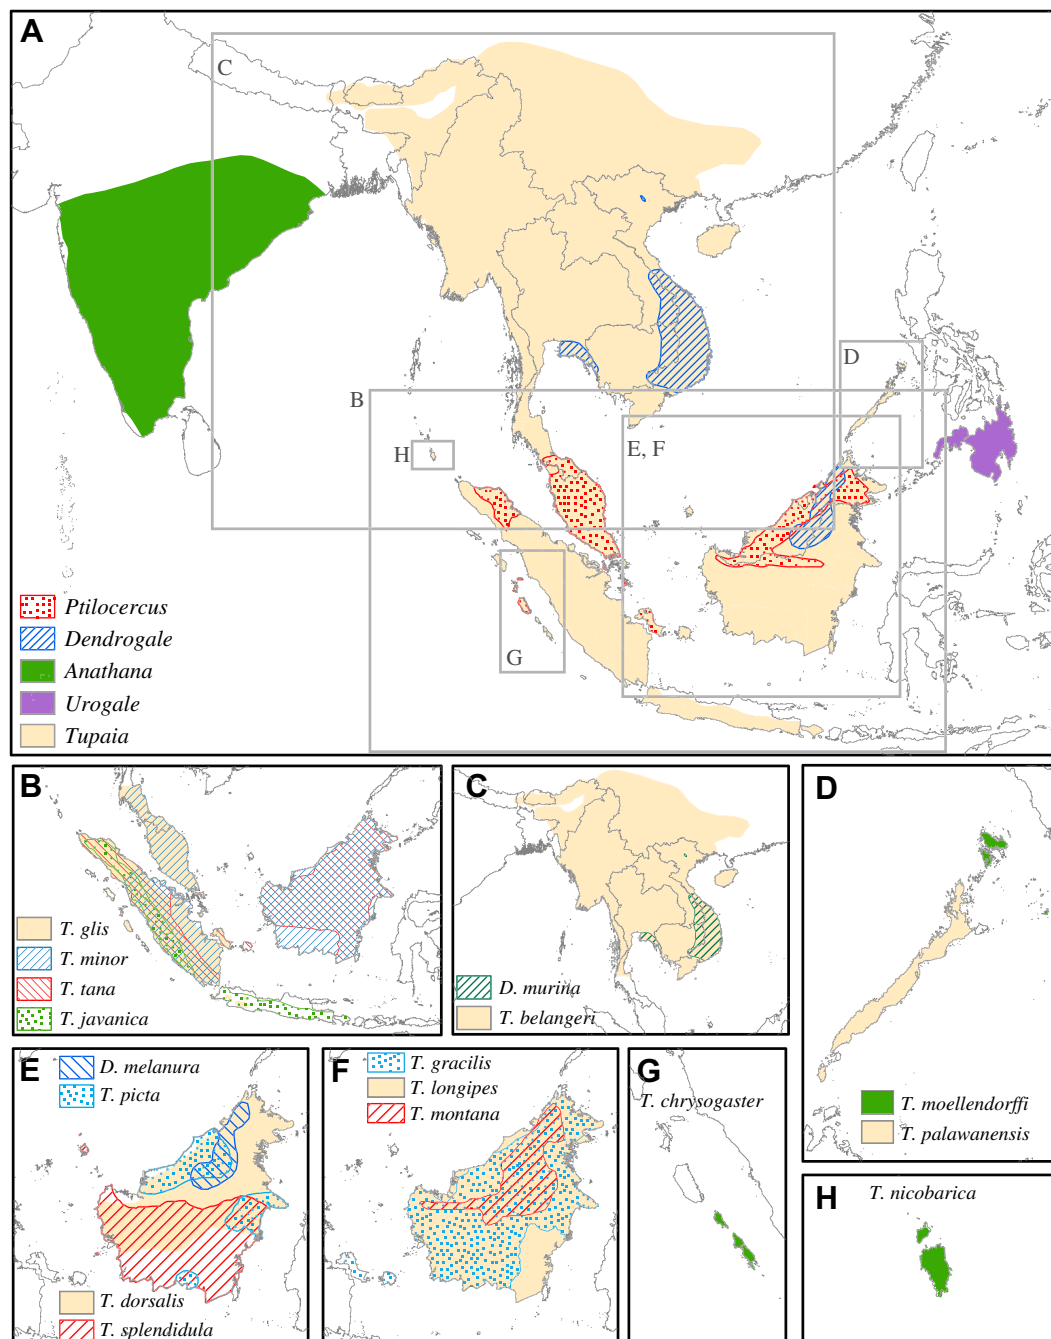 A
C
D
B
E, F
H
G
Ptilocercus
Dendrogale
Anathana
Urogale
Tupaia
B
T. glis
T. minor
T. tana
T. javanica
C
D. murina
T. belangeri
D
T. moellendorffi
T. palawanensis
E
D. melanura
T. picta
T. dorsalis
T. splendidula
F
T. gracilis
T. longipes
T. montana
G
T. chrysogaster
H
T. nicobarica